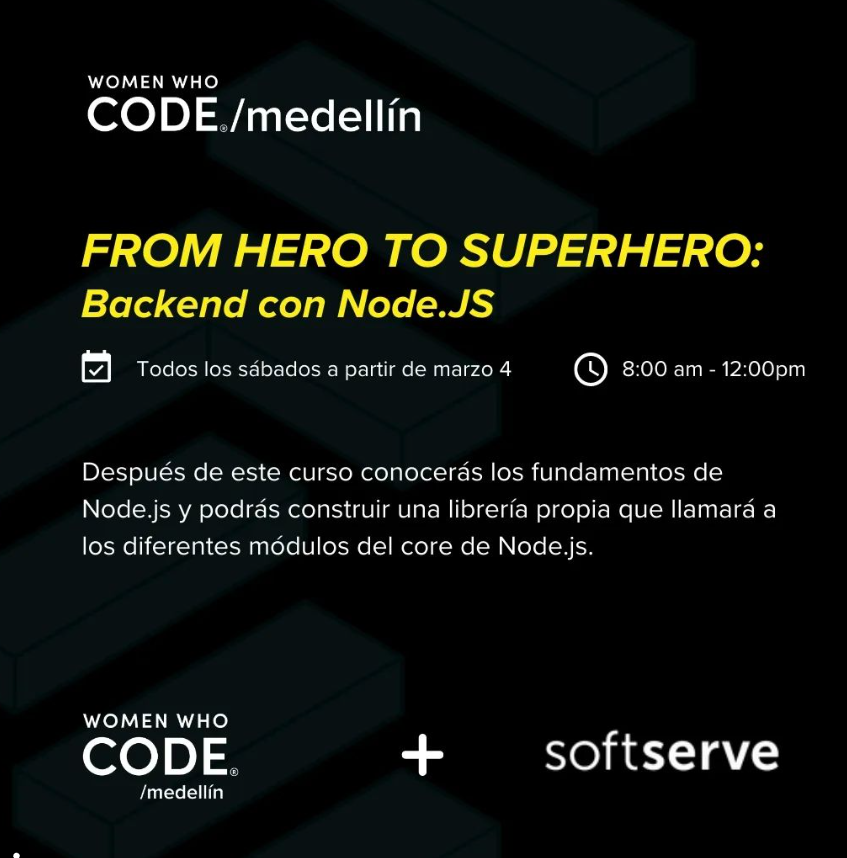 WOMEN WHO
CODE®/medellín
FROM HERO TO SUPERHERO:
Backend con Node.JS
Todos los sábados a partir de marzo 4
8:00 am - 12:00pm
Después de este curso conocerás los fundamentos de
Node.js y podrás construir una librería propia que llamará a
los diferentes módulos del core de Node.js.
WOMEN WHO
CODE®
/medellín
+
softserve